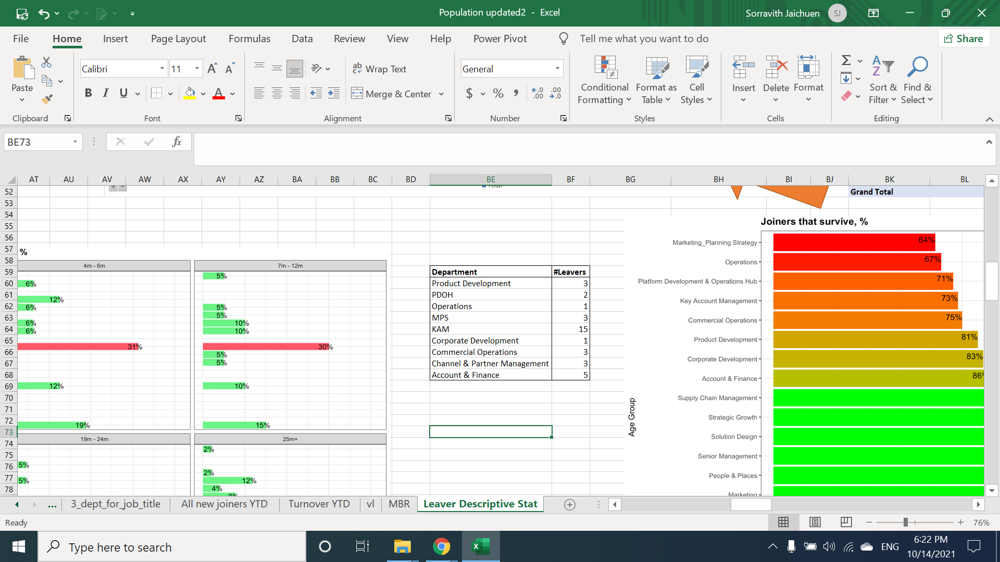 Population updated2 - Excel
Sorravith Jaichuen SJ
File Home Insert Page Layout Formulas Data Review View Help Power Pivot Tell me what you want to do Share
Paste
Clipboard
Calibri 11
B I U
Font
Wrap Text
Merge & Center
Alignment
General
$ % ,
Number
Conditional Formatting
Format as Table
Cell Styles
Styles
Insert Delete Format
Cells
Sort & Filter
Find & Select
Editing
BE73
fx
AT AU AV AW AX AY AZ BA BB BC BD BE BF BG BH BI BJ BK BL
52
53
54
55
56
57
58
59
60
61
62
63
64
65
66
67
68
69
70
71
72
73
74
75
76
77
78
Grand Total
%
4m - 6m
6%
12%
6%
6%
6%
31%
12%
19%
7m - 12m
5%
5%
5%
10%
10%
30%
5%
5%
10%
15%
19m - 24m
5%
5%
25m+
2%
2%
12%
4%
Department #Leavers
Product Development 3
PDOH 2
Operations 1
MPS 3
KAM 15
Corporate Development 1
Commercial Operations 3
Channel & Partner Management 3
Account & Finance 5
Joiners that survive, %
Age Group
Marketing_Planning Strategy 64%
Operations 67%
Platform Development & Operations Hub 71%
Key Account Management 73%
Commercial Operations 75%
Product Development 81%
Corporate Development 83%
Account & Finance 86
Supply Chain Management
Strategic Growth
Solution Design
Senior Management
People & Places
Marketing
... 3_dept_for_job_title All new joiners YTD Turnover YTD vl MBR Leaver Descriptive Stat
Ready
76%
Type here to search
ENG
6:22 PM
10/14/2021